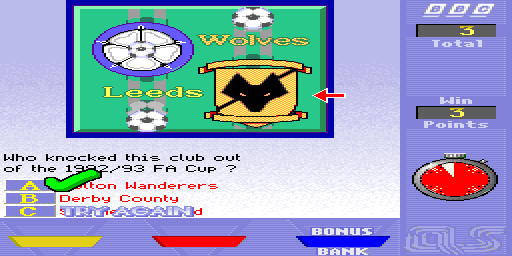 Wolves
3
Total
Leeds
Win
3
Points
Who knocked this club out
of the 1992/93 FA Cup ?
A Wanderers
B Derby County
C TRY AGAIN
BONUS
BANK